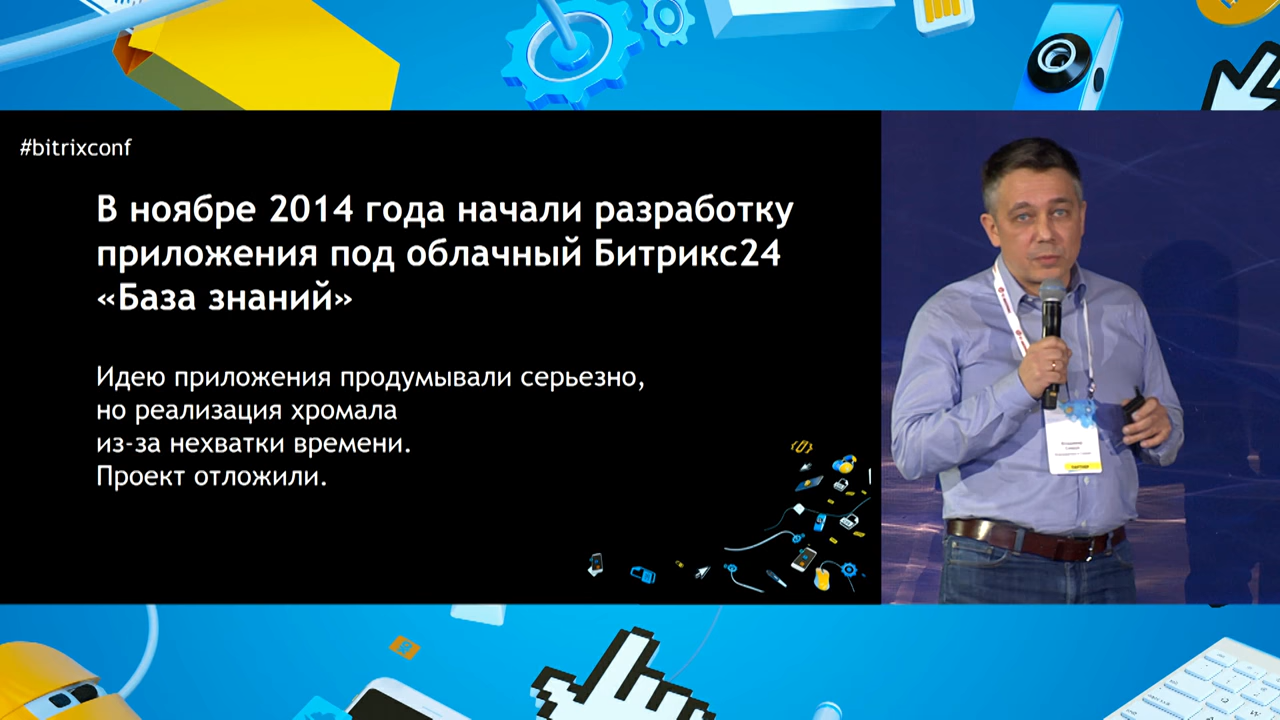 #bitrixconf
В ноябре 2014 года начали разработку
приложения под облачный Битрикс24
«База знаний»
Идею приложения продумывали серьезно,
но реализация хромала
из-за нехватки времени.
Проект отложили.